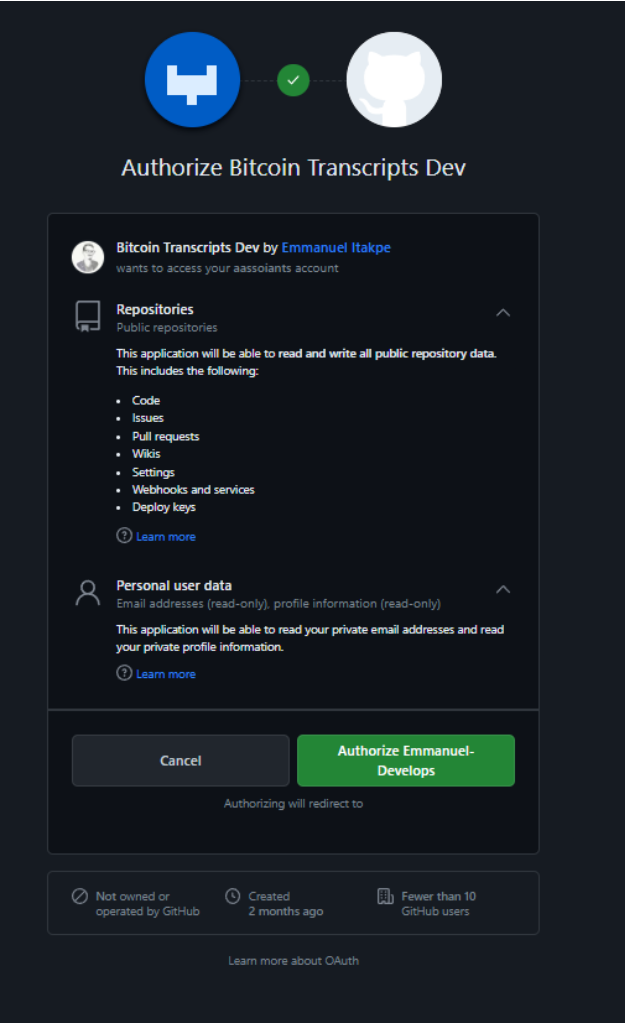 Authorize Bitcoin Transcripts Dev
Bitcoin Transcripts Dev by Emmanuel Itakpe
wants to access your aassoiants account
Repositories
Public repositories
This application will be able to read and write all public repository data.
This includes the following:
• Code
• Issues
• Pull requests
• Wikis
• Settings
• Webhooks and services
• Deploy keys
? Learn more
Personal user data
Email addresses (read-only), profile information (read-only)
This application will be able to read your private email addresses and read
your private profile information.
? Learn more
Cancel
Authorize Emmanuel-
Develops
Authorizing will redirect to
Not owned or
operated by GitHub
Created
2 months ago
Fewer than 10
GitHub users
Learn more about OAuth